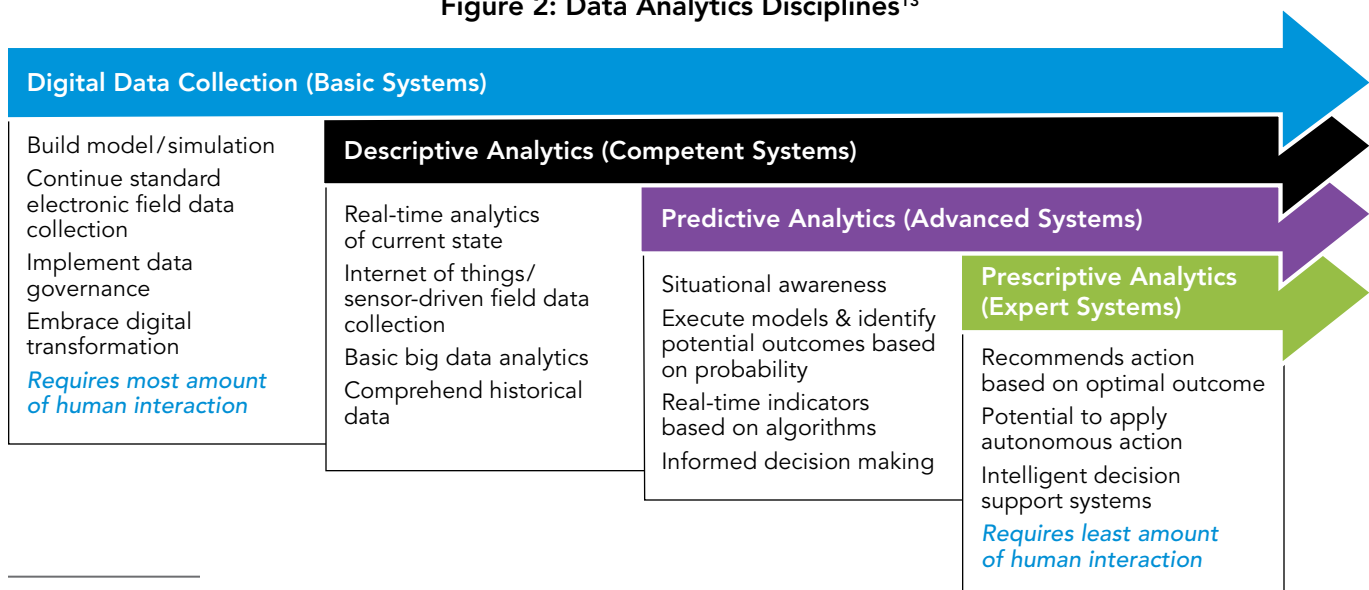 Figure 2: Data Analytics Disciplines13
Digital Data Collection (Basic Systems)
Build model/simulation
Continue standard
electronic field data
collection
Implement data
governance
Embrace digital
transformation
Requires most amount
of human interaction
Descriptive Analytics (Competent Systems)
Real-time analytics
of current state
Internet of things/
sensor-driven field data
collection
Basic big data analytics
Comprehend historical
data
Predictive Analytics (Advanced Systems)
Situational awareness
Execute models & identify
potential outcomes based
on probability
Real-time indicators
based on algorithms
Informed decision making
Prescriptive Analytics
(Expert Systems)
Recommends action
based on optimal outcome
Potential to apply
autonomous action
Intelligent decision
support systems
Requires least amount
of human interaction